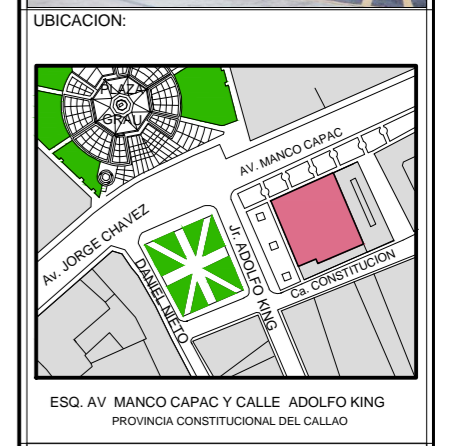 UBICACION:
PLAZA
GRAU
AV. MANCO CAPAC
Av. JORGE CHAVEZ
Jr. ADOLFO KING
DANIEL NIETO
Ca. CONSTITUCION
ESQ. AV MANCO CAPAC Y CALLE ADOLFO KING
PROVINCIA CONSTITUCIONAL DEL CALLAO